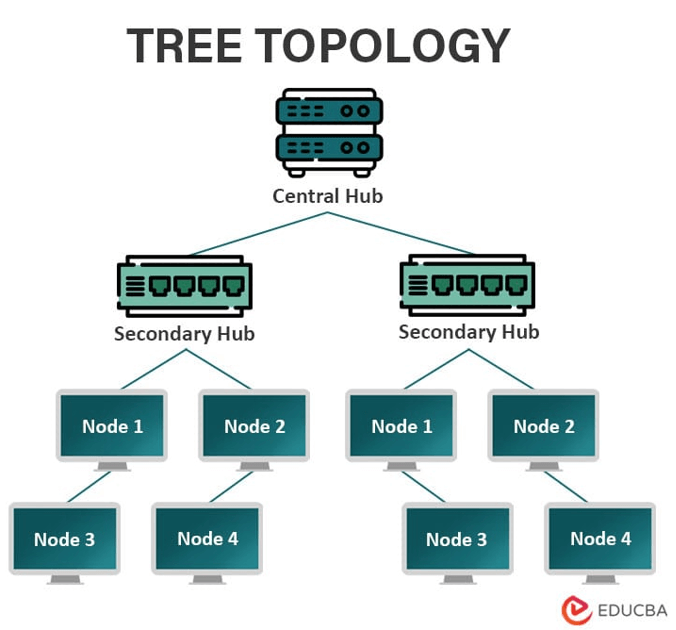 TREE TOPOLOGY
Central Hub
Secondary Hub
Secondary Hub
Node 1
Node 2
Node 1
Node 2
Node 3
Node 4
Node 3
Node 4
EDUCBA